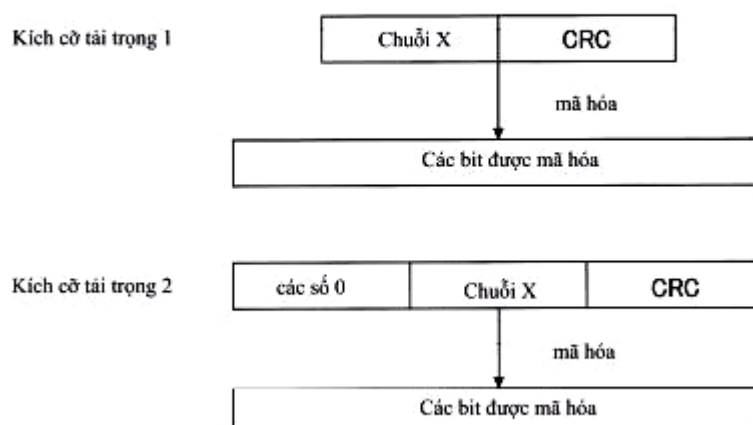 Kích cỡ tải trọng 1
Chuỗi X
CRC
mã hóa
Các bit được mã hóa
Kích cỡ tải trọng 2
các số 0
Chuỗi X
CRC
mã hóa
Các bit được mã hóa